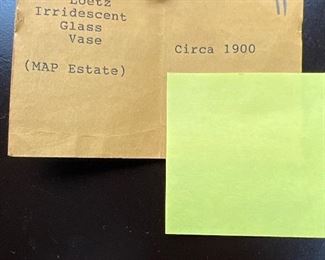 Loetz
Irridescent
Glass
Vase
Circa 1900
(MAP Estate)